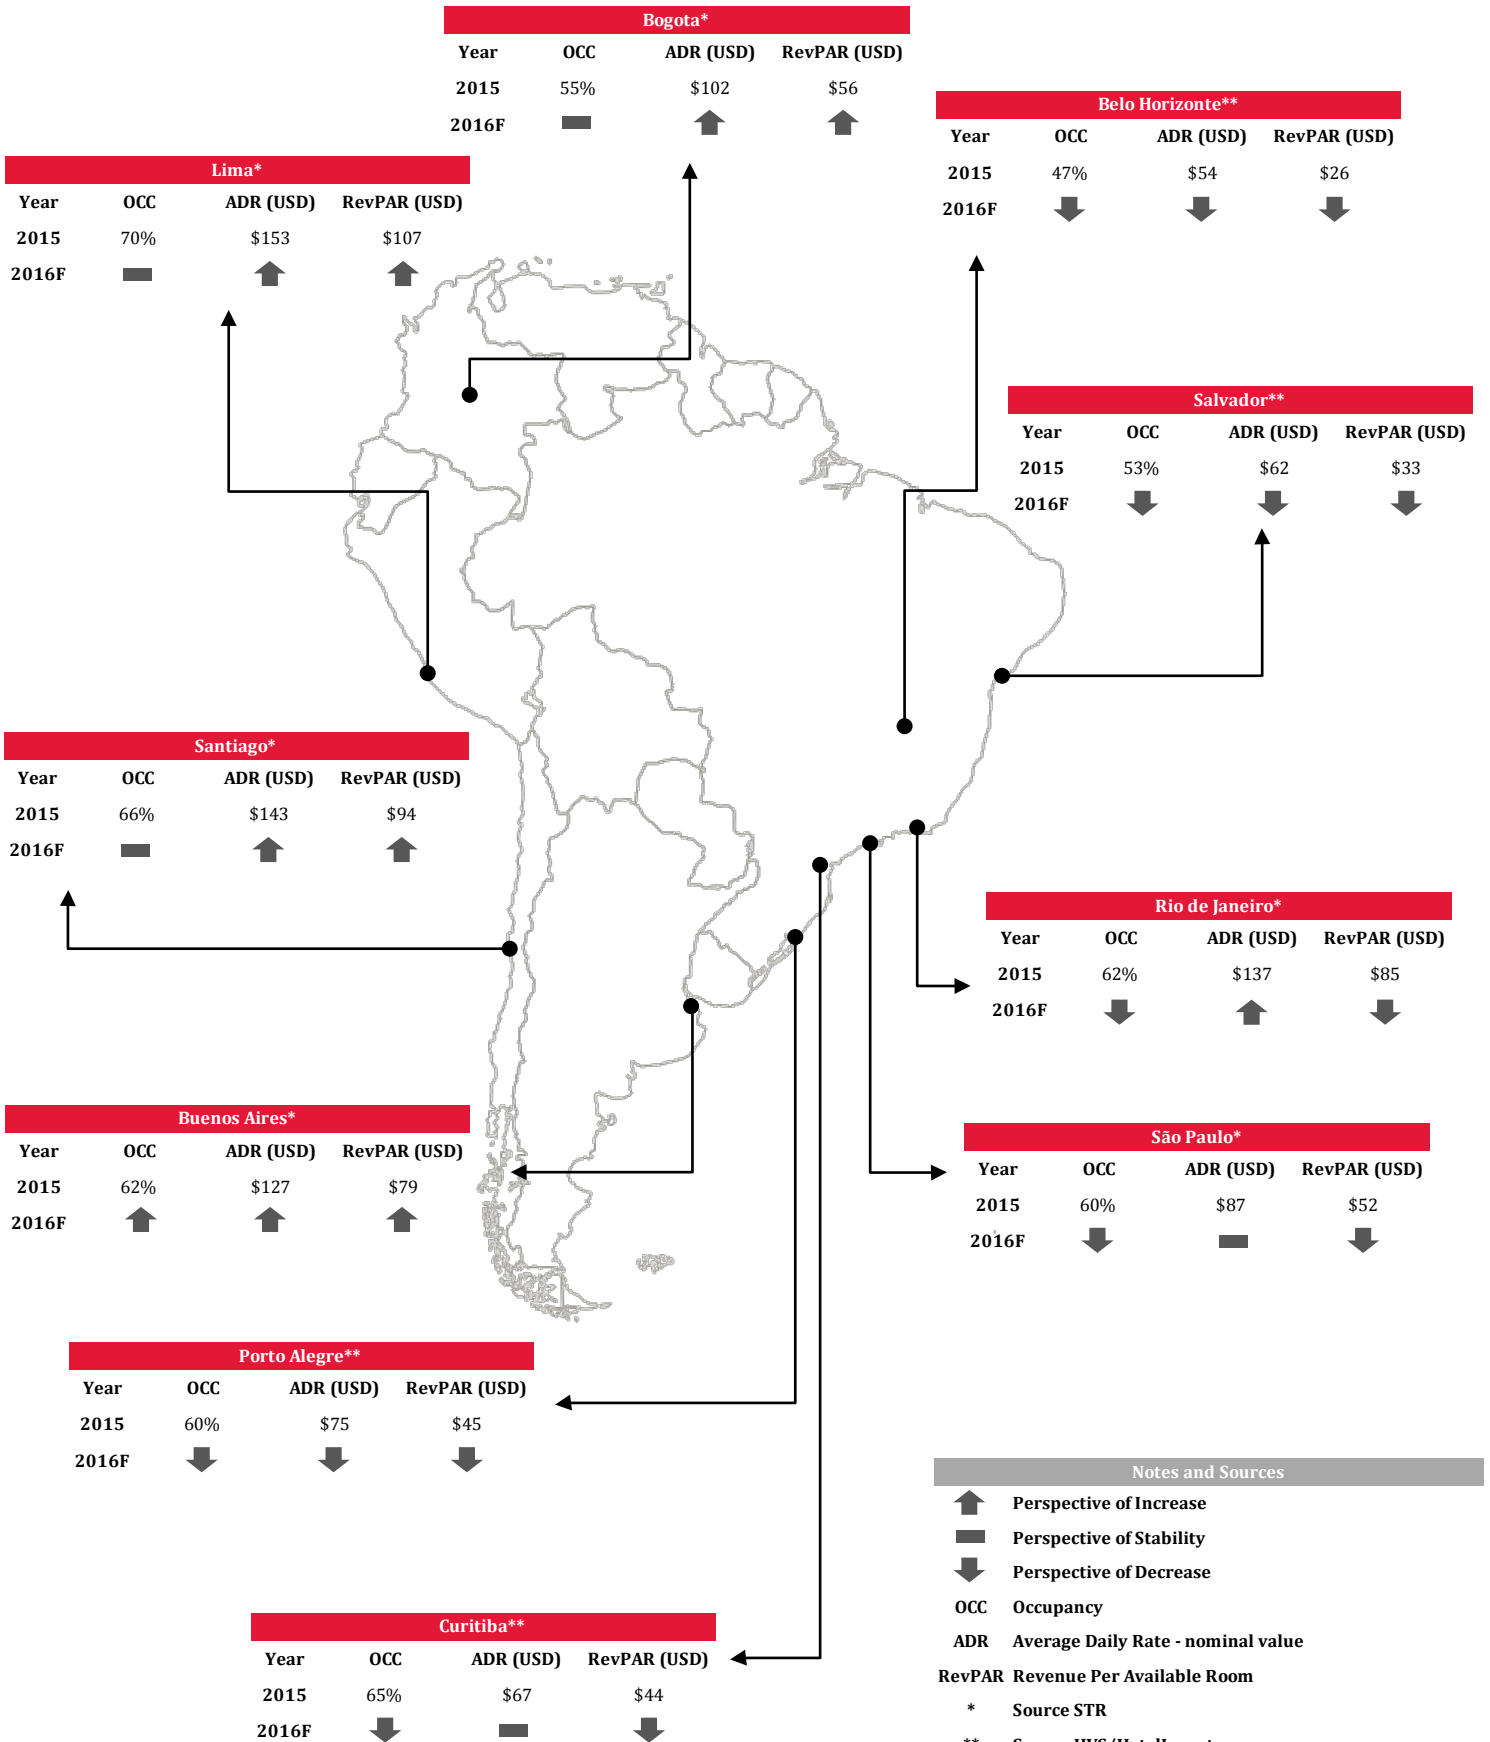 Bogota*
Year OCC ADR (USD) RevPAR (USD)
2015 55% $102 $56
2016F
Belo Horizonte**
Year OCC ADR (USD) RevPAR (USD)
2015 47% $54 $26
2016F
Lima*
Year OCC ADR (USD) RevPAR (USD)
2015 70% $153 $107
2016F
Salvador**
Year OCC ADR (USD) RevPAR (USD)
2015 53% $62 $33
2016F
Santiago*
Year OCC ADR (USD) RevPAR (USD)
2015 66% $143 $94
2016F
Rio de Janeiro*
Year OCC ADR (USD) RevPAR (USD)
2015 62% $137 $85
2016F
Buenos Aires*
Year OCC ADR (USD) RevPAR (USD)
2015 62% $127 $79
2016F
São Paulo*
Year OCC ADR (USD) RevPAR (USD)
2015 60% $87 $52
2016F
Porto Alegre**
Year OCC ADR (USD) RevPAR (USD)
2015 60% $75 $45
2016F
Curitiba**
Year OCC ADR (USD) RevPAR (USD)
2015 65% $67 $44
2016F
Notes and Sources
Perspective of Increase
Perspective of Stability
Perspective of Decrease
OCC Occupancy
ADR Average Daily Rate - nominal value
RevPAR Revenue Per Available Room
* Source STR